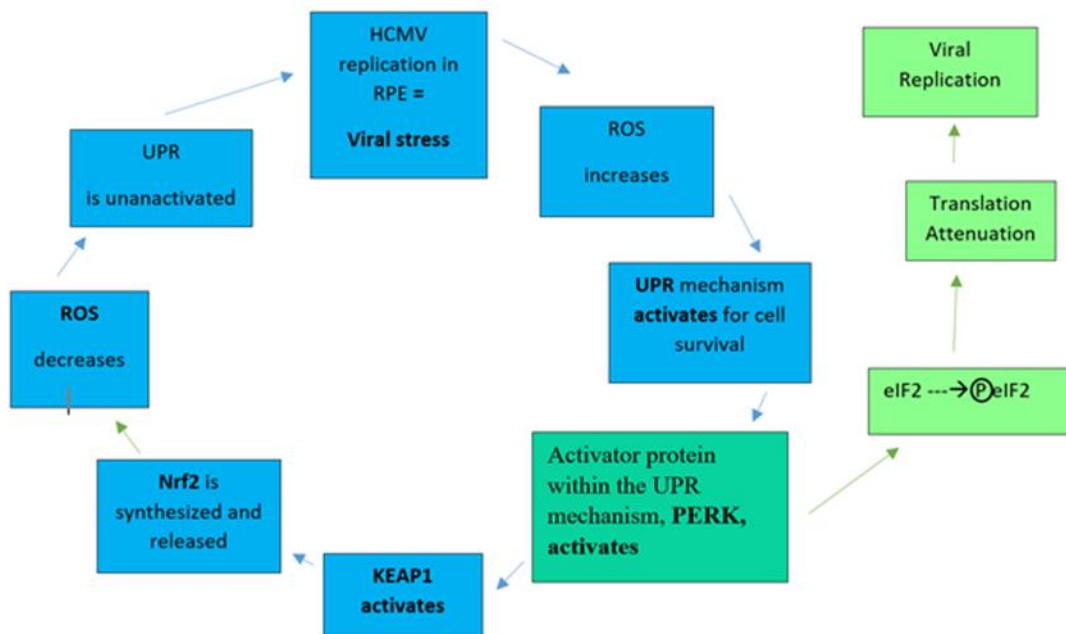 HCMV
replication in
RPE =
Viral stress
ROS
increases
UPR mechanism
activates for cell
survival
Activator protein
within the UPR
mechanism, PERK,
activates
KEAP1
activates
Nrf2 is
synthesized and
released
ROS
decreases
UPR
is unanactivated
eIF2 ---→ⓅeIF2
Translation
Attenuation
Viral
Replication